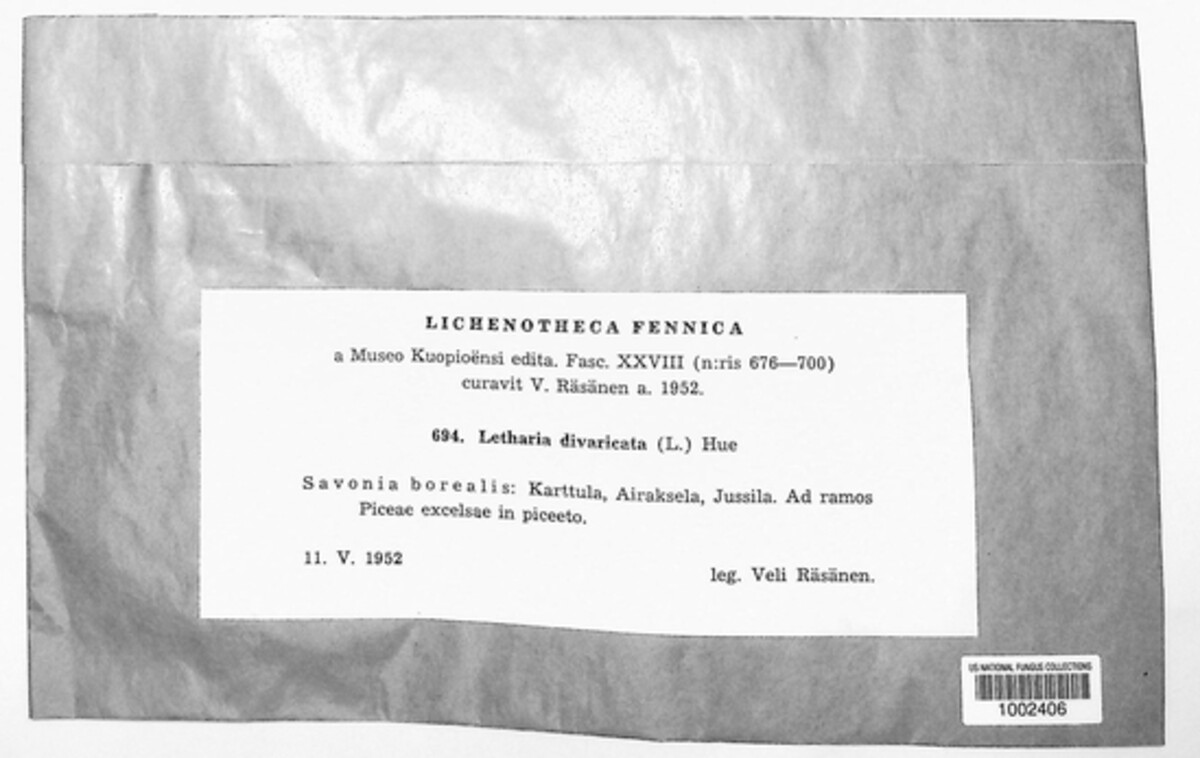 LICHENOTHECA FENNICA
a Museo Kuopioënsi edita. Fasc. XXVIII (n:ris 676—700)
curavit V. Räsänen a. 1952.
694. Letharia divaricata (L.) Hue
Savonia borealis: Karttula, Airaksela, Jussila. Ad ramos
Piceae excelsae in piceeto.
11. V. 1952
leg. Veli Räsänen.
US NATIONAL FUNGUS COLLECTIONS
1002406